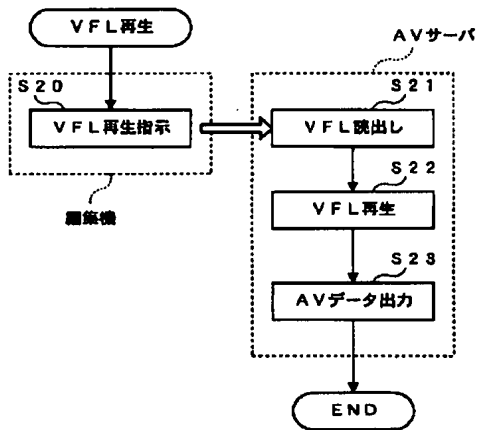 VFL再生
AVサーバ
S20
VFL再生指示
編集機
S21
VFL読出し
S22
VFL再生
S23
AVデータ出力
END